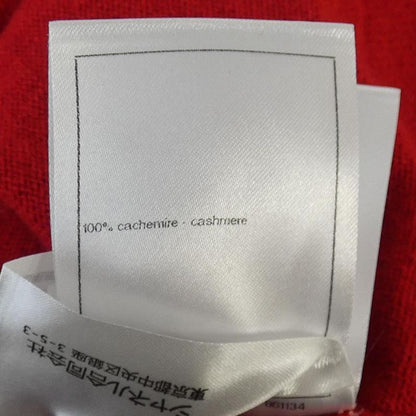 100% cachemire - cashmere
シャネル合同会社
東京都中央区銀座 3-5-3